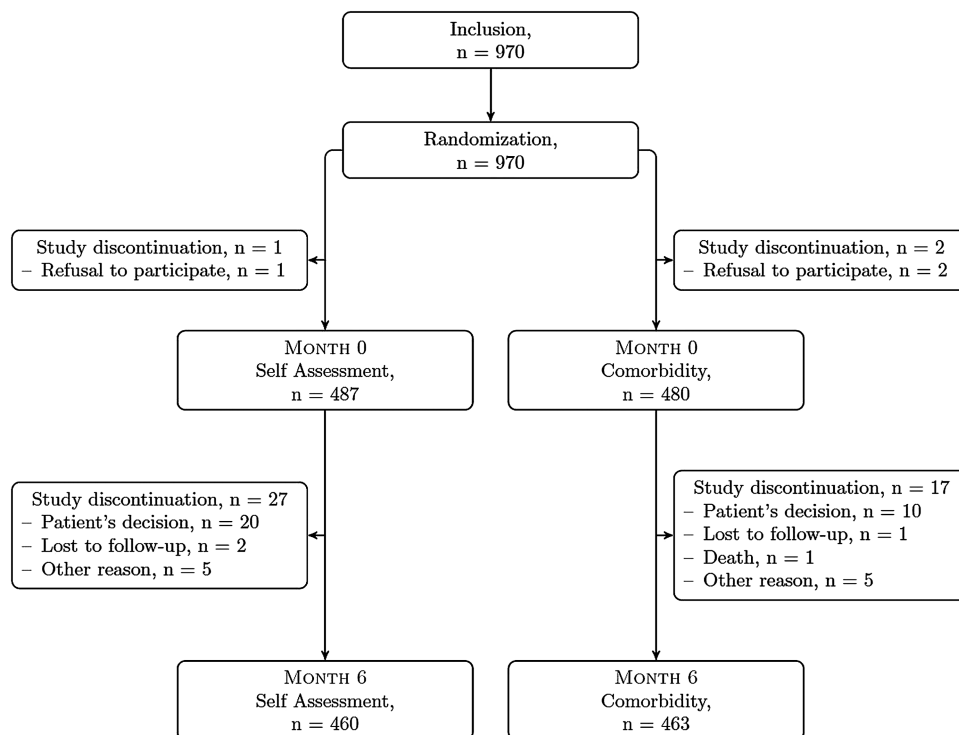 Inclusion,
n = 970
Randomization,
n = 970
Study discontinuation, n = 1
– Refusal to participate, n = 1
Study discontinuation, n = 2
– Refusal to participate, n = 2
MONTH 0
Self Assessment,
n = 487
MONTH 0
Comorbidity,
n = 480
Study discontinuation, n = 27
– Patient's decision, n = 20
– Lost to follow-up, n = 2
– Other reason, n = 5
Study discontinuation, n = 17
– Patient's decision, n = 10
– Lost to follow-up, n = 1
– Death, n = 1
– Other reason, n = 5
MONTH 6
Self Assessment,
n = 460
MONTH 6
Comorbidity,
n = 463